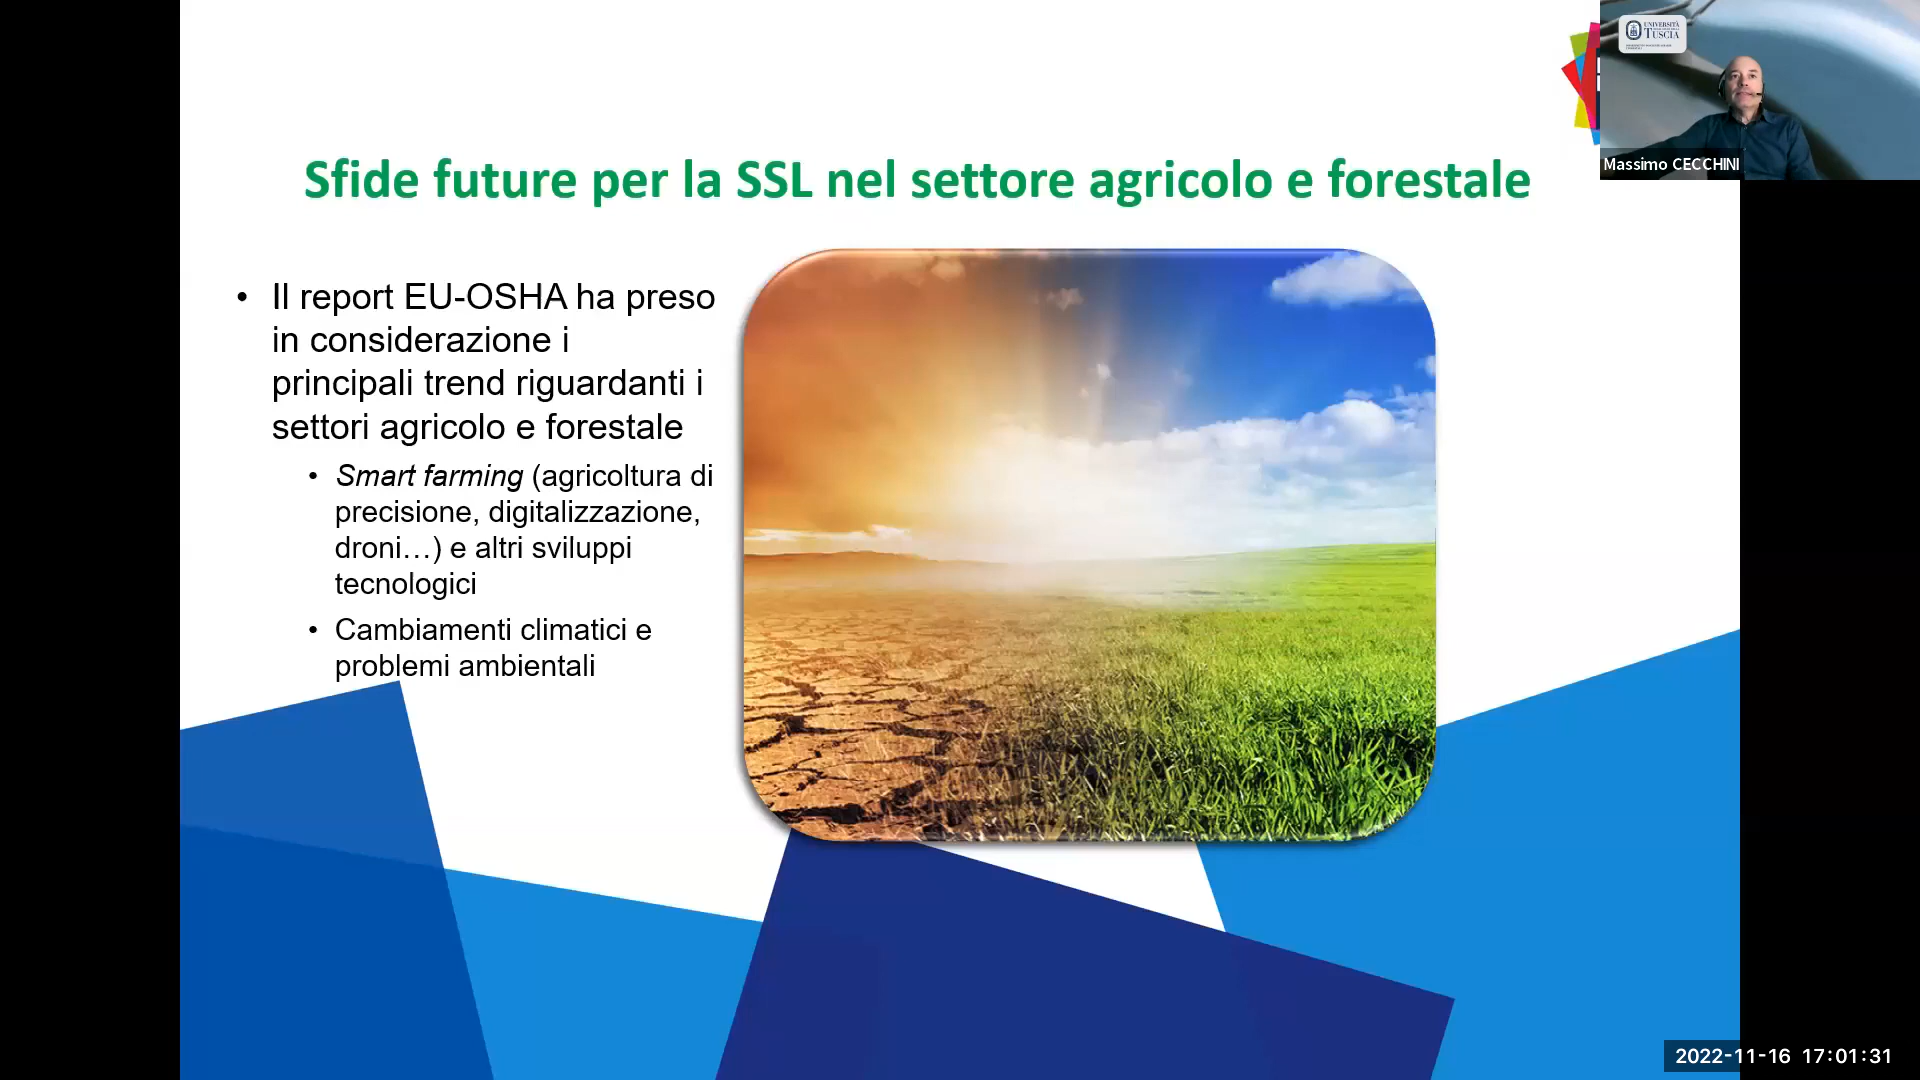 UNIVERSITÀ
TUSCIA
Massimo CECCHINI
Sfide future per la SSL nel settore agricolo e forestale
• Il report EU-OSHA ha preso
in considerazione i
principali trend riguardanti i
settori agricolo e forestale
• Smart farming (agricoltura di
precisione, digitalizzazione,
droni…) e altri sviluppi
tecnologici
• Cambiamenti climatici e
problemi ambientali
2022-11-16 17:01:31